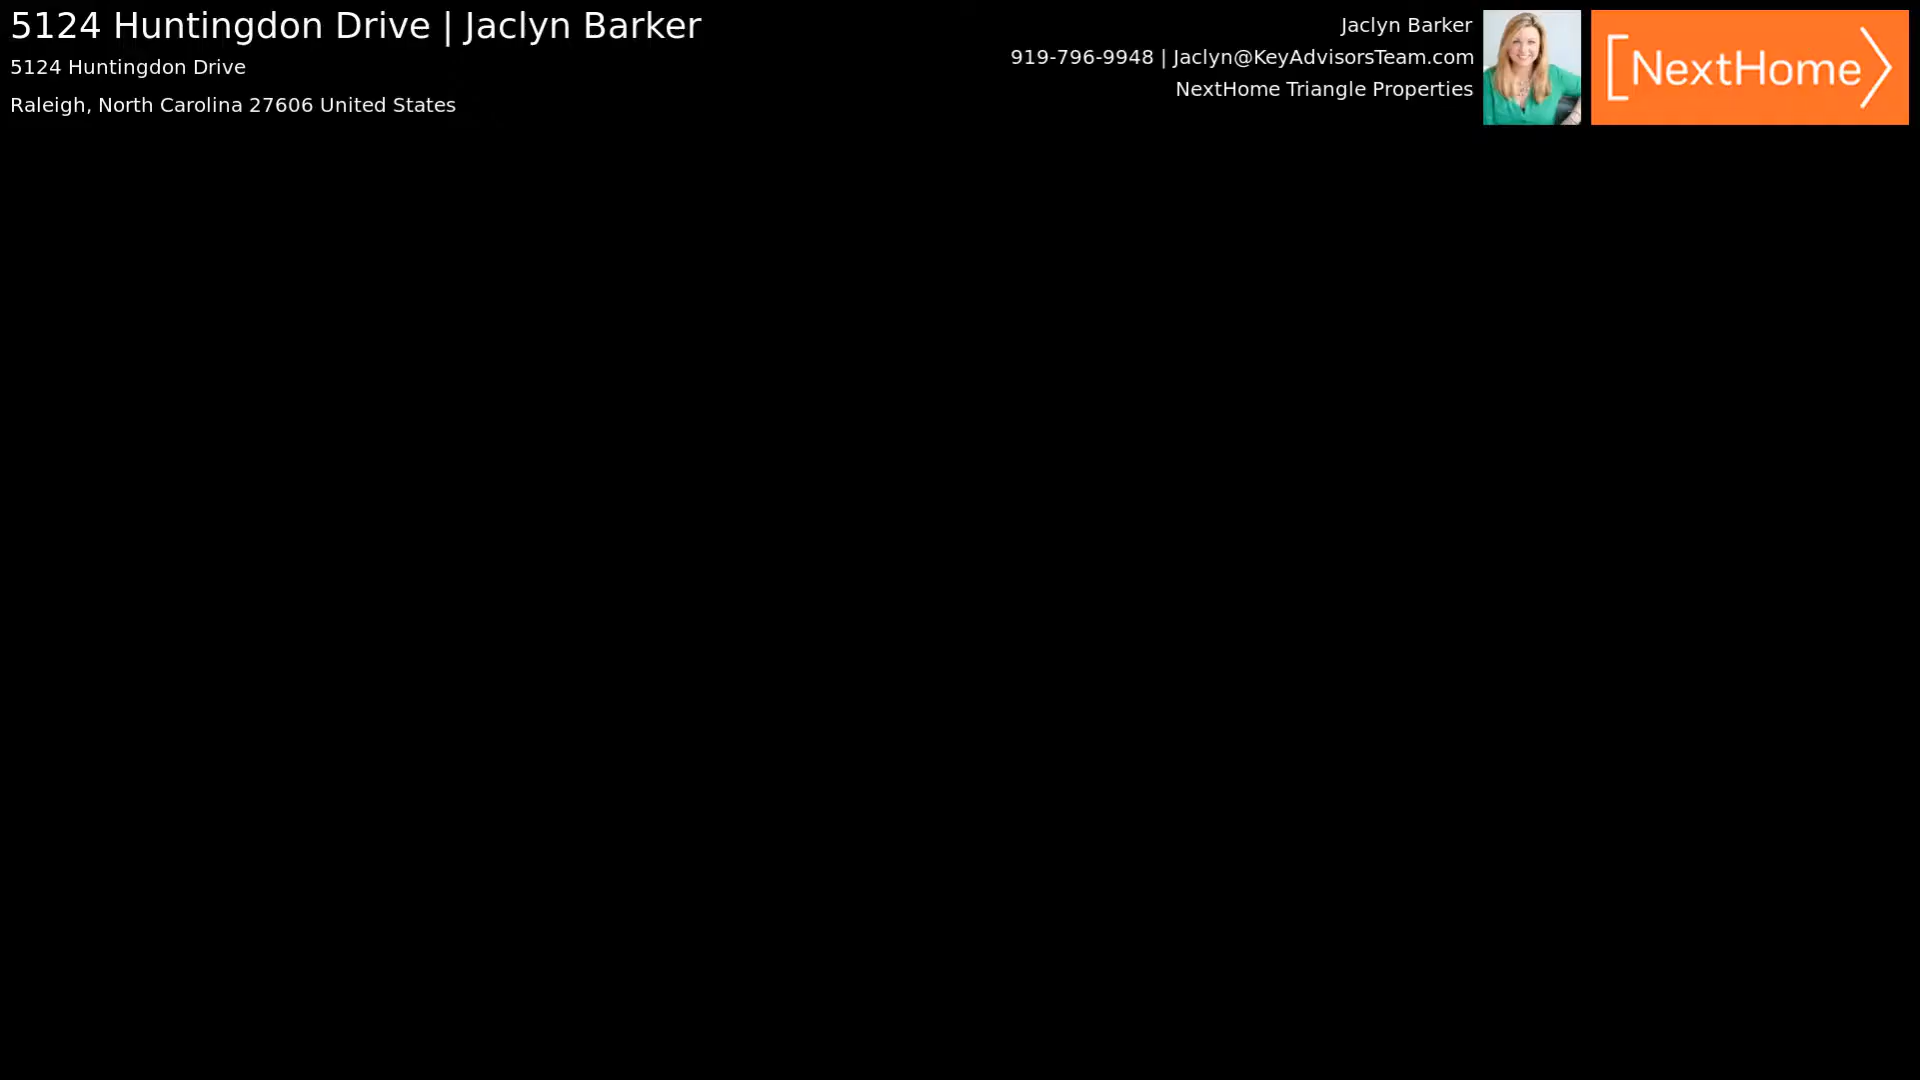 5124 Huntingdon Drive | Jaclyn Barker
5124 Huntingdon Drive
Raleigh, North Carolina 27606 United States
Jaclyn Barker
919-796-9948 | Jaclyn@KeyAdvisorsTeam.com
NextHome Triangle Properties
NextHome